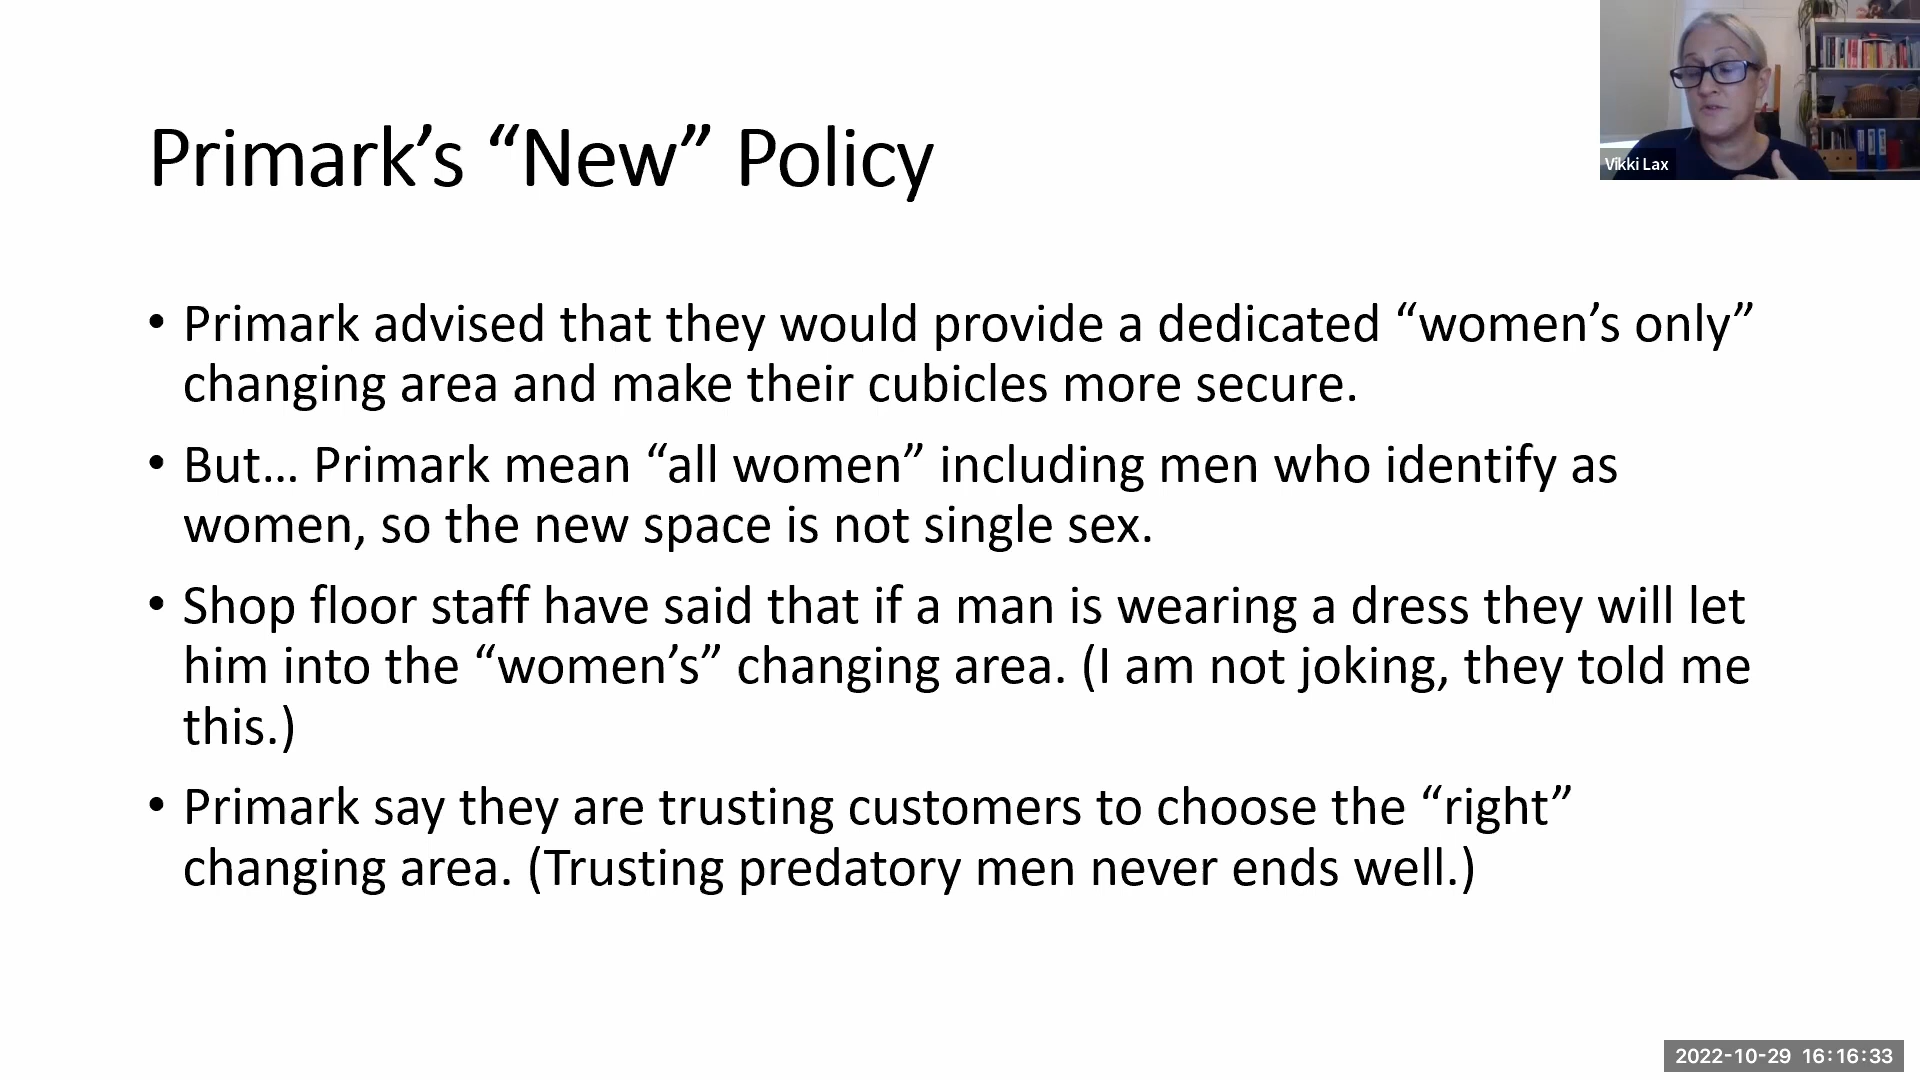 Primark’s “New” Policy
Vikki Lax
• Primark advised that they would provide a dedicated “women’s only”
changing area and make their cubicles more secure.
• But... Primark mean “all women” including men who identify as
women, so the new space is not single sex.
• Shop floor staff have said that if a man is wearing a dress they will let
him into the “women’s” changing area. (I am not joking, they told me
this.)
• Primark say they are trusting customers to choose the “right”
changing area. (Trusting predatory men never ends well.)
2022-10-29 16:16:33